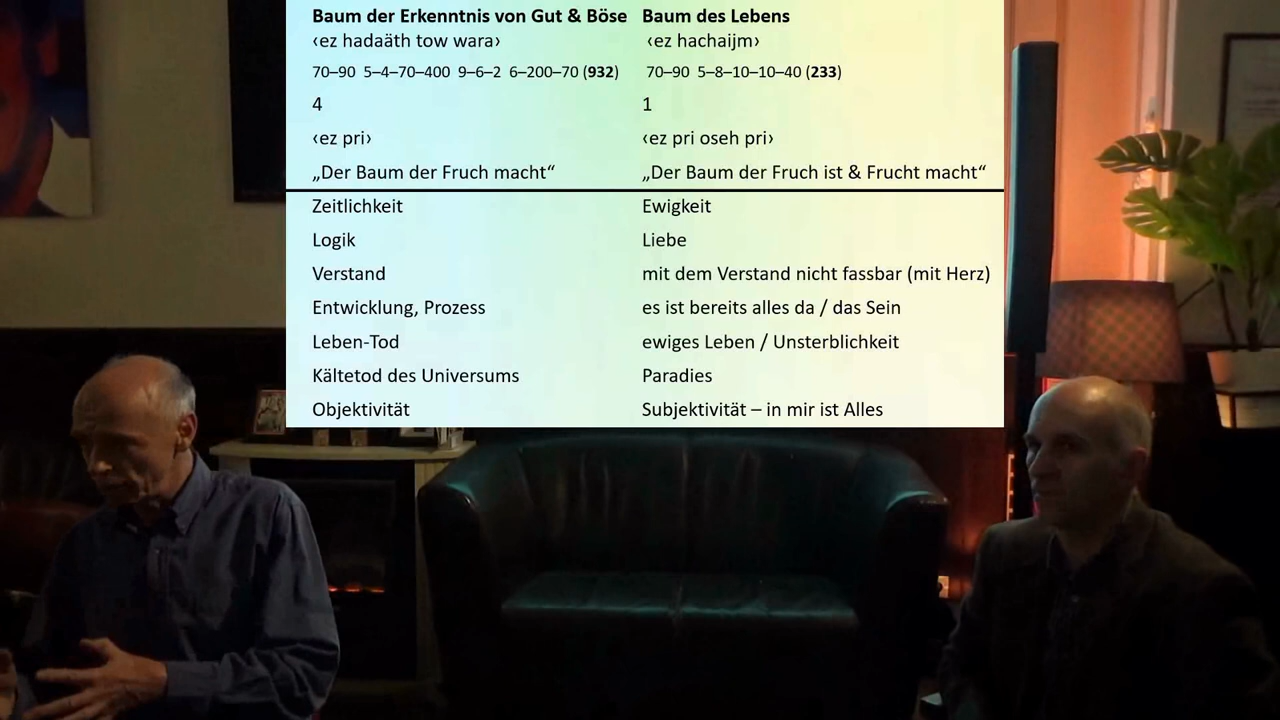 Baum der Erkenntnis von Gut & Böse Baum des Lebens
‹ez hadaäth tow wara› ‹ez hachaijm›
70–90 5–4–70–400 9–6–2 6–200–70 (932) 70–90 5–8–10–10–40 (233)
4 1
‹ez pri› ‹ez pri oseh pri›
„Der Baum der Fruch macht“ „Der Baum der Fruch ist & Frucht macht“
Zeitlichkeit Ewigkeit
Logik Liebe
Verstand mit dem Verstand nicht fassbar (mit Herz)
Entwicklung, Prozess es ist bereits alles da / das Sein
Leben-Tod ewiges Leben / Unsterblichkeit
Kältetod des Universums Paradies
Objektivität Subjektivität – in mir ist Alles